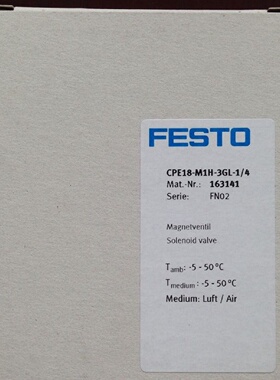 FESTO
CPE18-M1H-3GL-1/4
Mat.-Nr.: 163141
Serie: FN02
Magnetventil
Solenoid valve
Tamb: -5 - 50 °C
Tmedium : -5 - 50 °C
Medium: Luft / Air